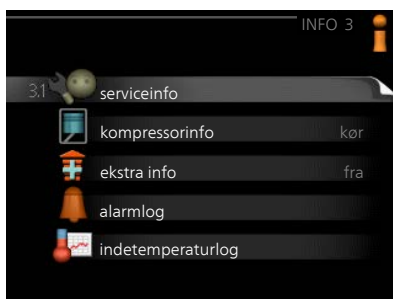 INFO 3
3.1 serviceinfo
kompressorinfo kør
ekstra info fra
alarmlog
indetemperaturlog